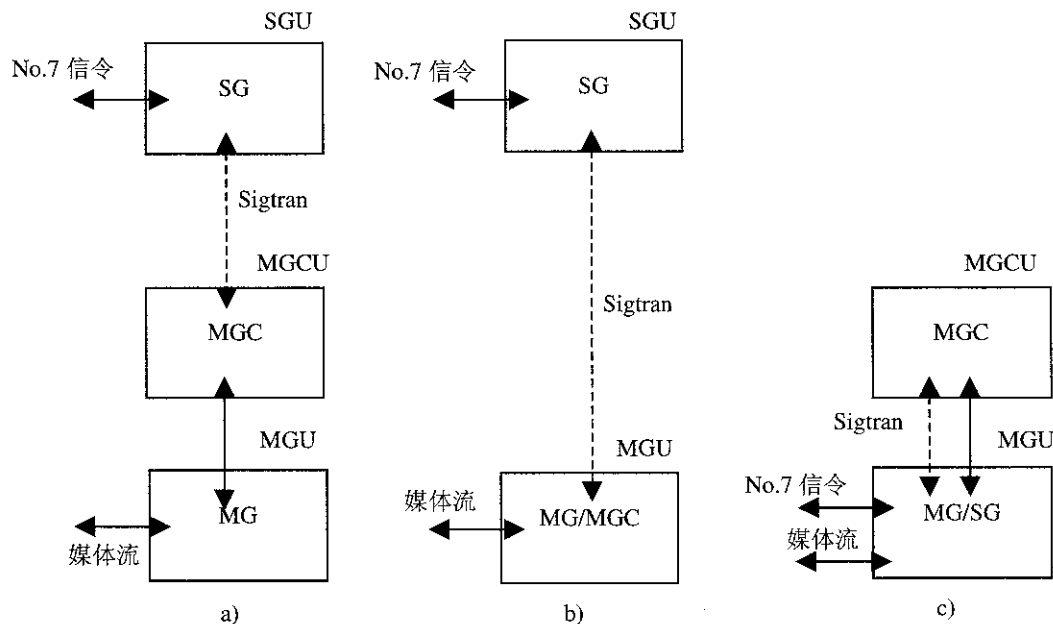 SGU
No.7 信令
SG
Sigtran
MGCU
MGC
MGU
MG
媒体流
a)
SGU
No.7 信令
SG
Sigtran
MGU
媒体流
MG/MGC
b)
MGCU
MGC
Sigtran
MGU
No.7 信令
MG/SG
媒体流
c)